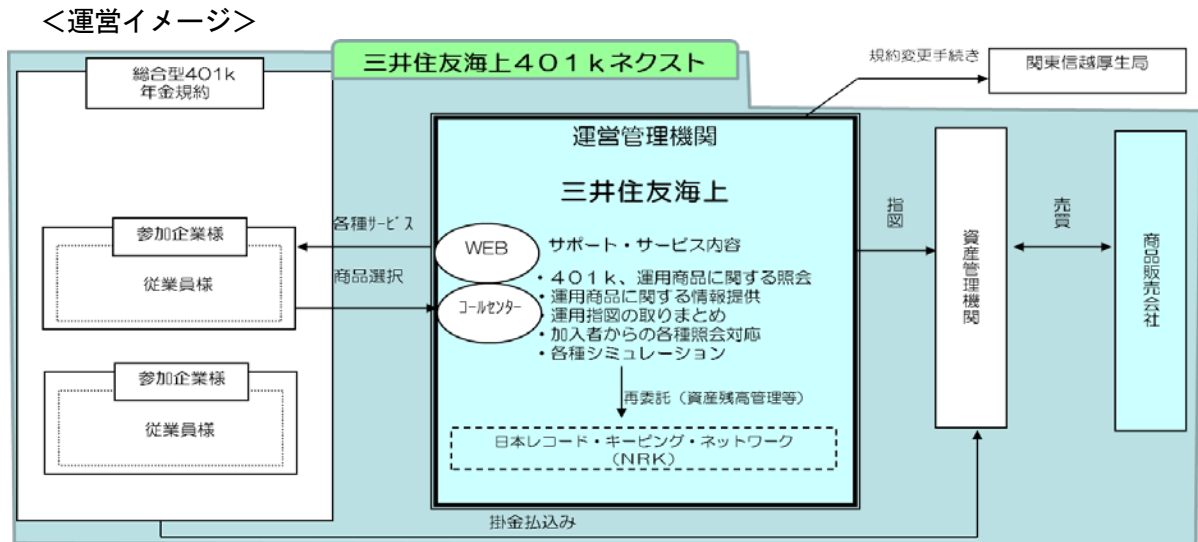 ＜運営イメージ＞
三井住友海上４０１ｋネクスト
規約変更手続き
関東信越厚生局
総合型401k
年金規約
運営管理機関
三井住友海上
各種ｻｰﾋﾞｽ
商品選択
参加企業様
従業員様
参加企業様
従業員様
WEB
ｺｰﾙｾﾝﾀｰ
サポート・サービス内容
・４０１ｋ、運用商品に関する照会
・運用商品に関する情報提供
・運用指図の取りまとめ
・加入者からの各種照会対応
・各種シミュレーション
再委託（資産残高管理等）
日本レコード・キーピング・ネットワーク
（NRK）
指図
資産管理機関
売買
商品販売会社
掛金払込み